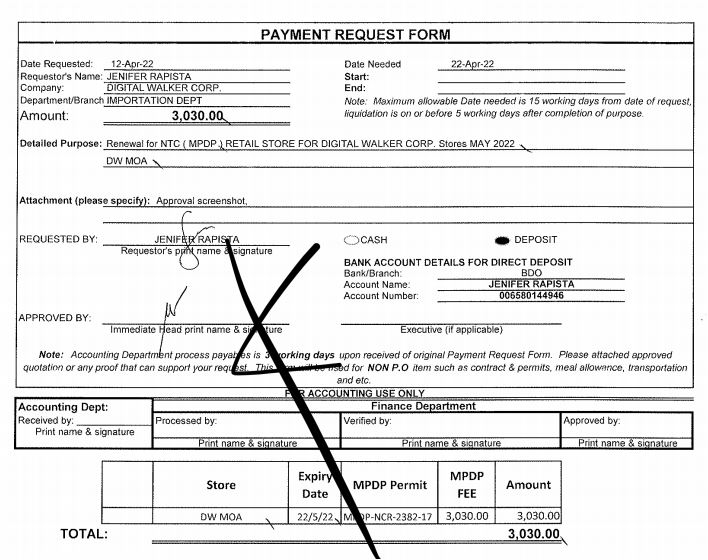 PAYMENT REQUEST FORM
Date Requested: 12-Apr-22 Date Needed 22-Apr-22
Requestor's Name: JENIFER RAPISTA Start:
Company: DIGITAL WALKER CORP. End:
Department/Branch IMPORTATION DEPT Note: Maximum allowable Date needed is 15 working days from date of request,
Amount: 3,030.00 liquidation is on or before 5 working days after completion of purpose.
Detailed Purpose: Renewal for NTC ( MPDP ) RETAIL STORE FOR DIGITAL WALKER CORP. Stores MAY 2022
DW MOA
Attachment (please specify): Approval screenshot,
REQUESTED BY: JENIFER RAPISTA CASH DEPOSIT
Requestor's print name & signature
BANK ACCOUNT DETAILS FOR DIRECT DEPOSIT
Bank/Branch: BDO
Account Name: JENIFER RAPISTA
Account Number: 006580144946
APPROVED BY:
Immediate Head print name & signature Executive (if applicable)
Note: Accounting Department process payables is 3 working days upon received of original Payment Request Form. Please attached approved
quotation or any proof that can support your request. This form will be used for NON P.O item such as contract & permits, meal allowance, transportation
and etc.
FOR ACCOUNTING USE ONLY
Accounting Dept: Finance Department
Received by: Processed by: Verified by: Approved by:
Print name & signature Print name & signature Print name & signature Print name & signature
Store Expiry Date MPDP Permit MPDP FEE Amount
DW MOA 22/5/22 MPDP-NCR-2382-17 3,030.00 3,030.00
TOTAL: 3,030.00